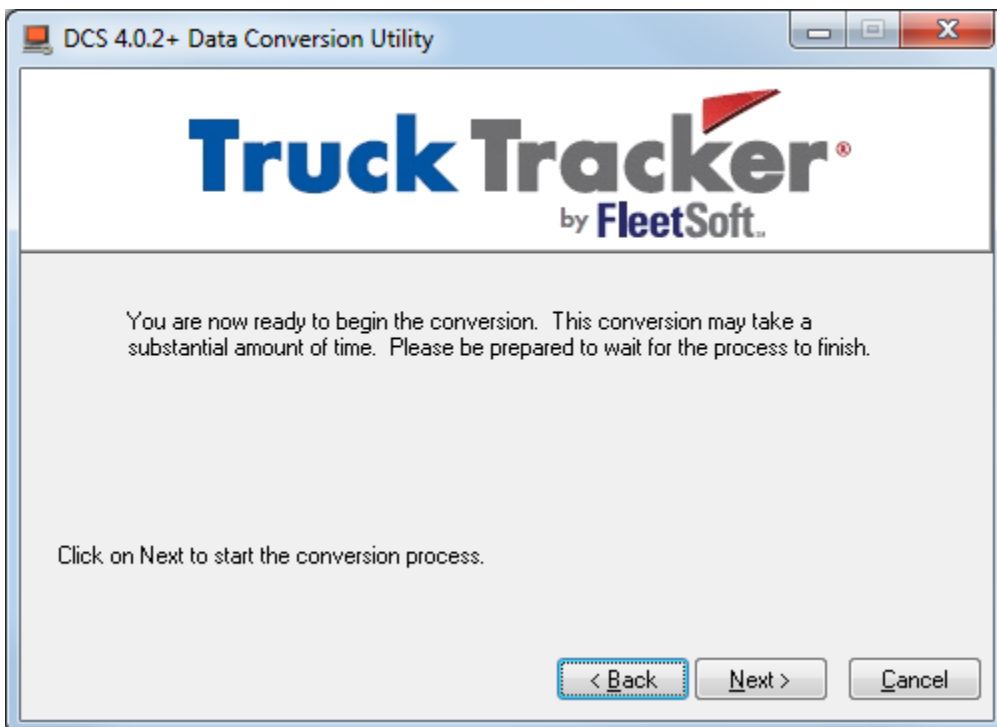 DCS 4.0.2+ Data Conversion Utility
Truck Tracker®
by FleetSoft
You are now ready to begin the conversion.  This conversion may take a
substantial amount of time.  Please be prepared to wait for the process to finish.
Click on Next to start the conversion process.
< Back
Next >
Cancel